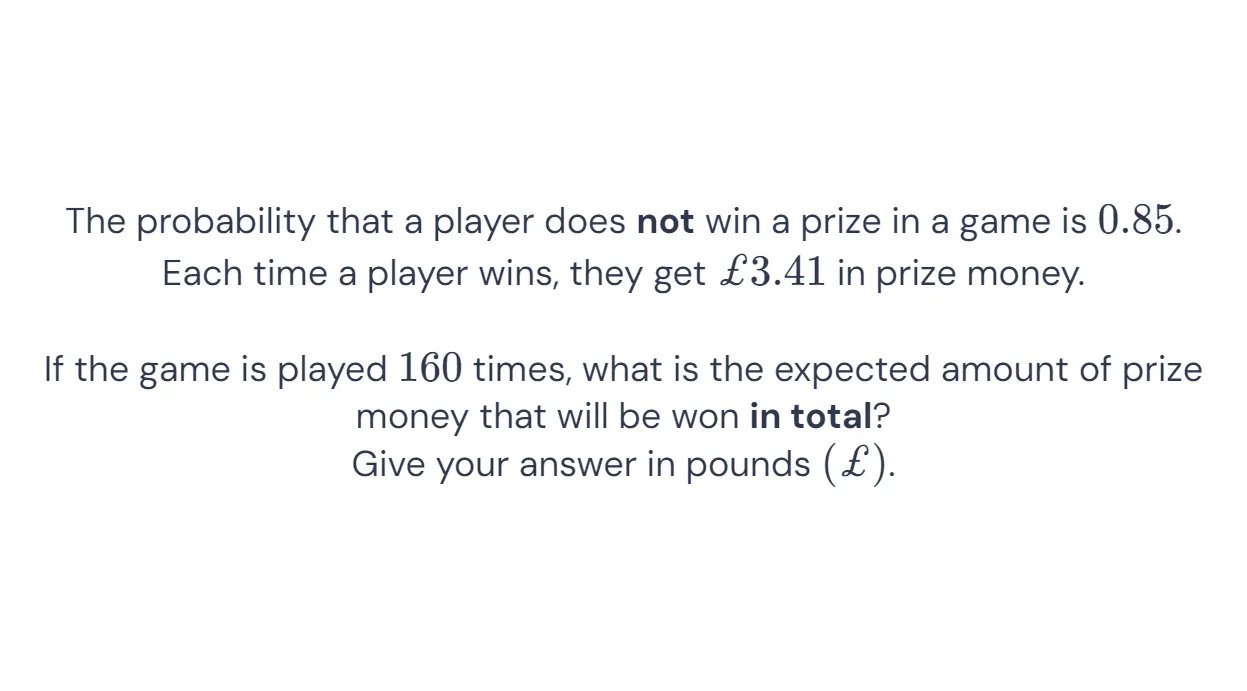 The probability that a player does not win a prize in a game is 0.85.
Each time a player wins, they get £3.41 in prize money.
If the game is played 160 times, what is the expected amount of prize
money that will be won in total?
Give your answer in pounds (£).